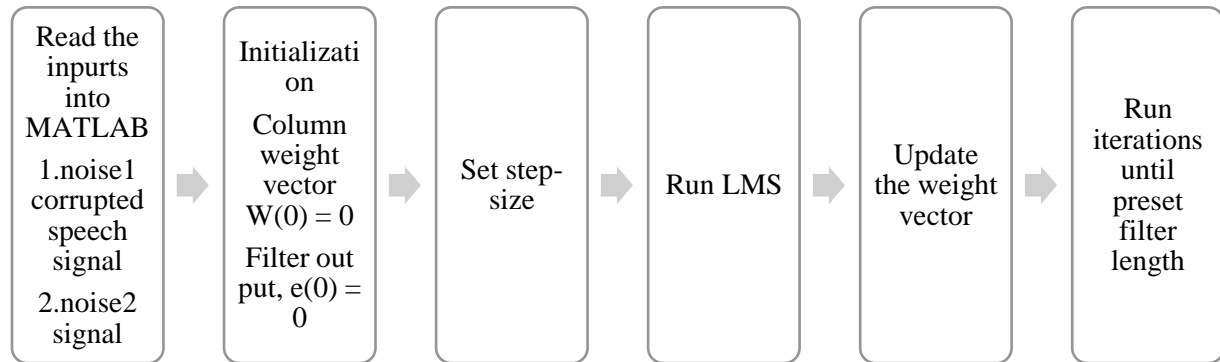 Read the
inpurts
into
MATLAB
1.noise1
corrupted
speech
signal
2.noise2
signal
Initializati
on
Column
weight
vector
W(0) = 0
Filter out
put, e(0) =
0
Set step-
size
Run LMS
Update
the weight
vector
Run
iterations
until
preset
filter
length